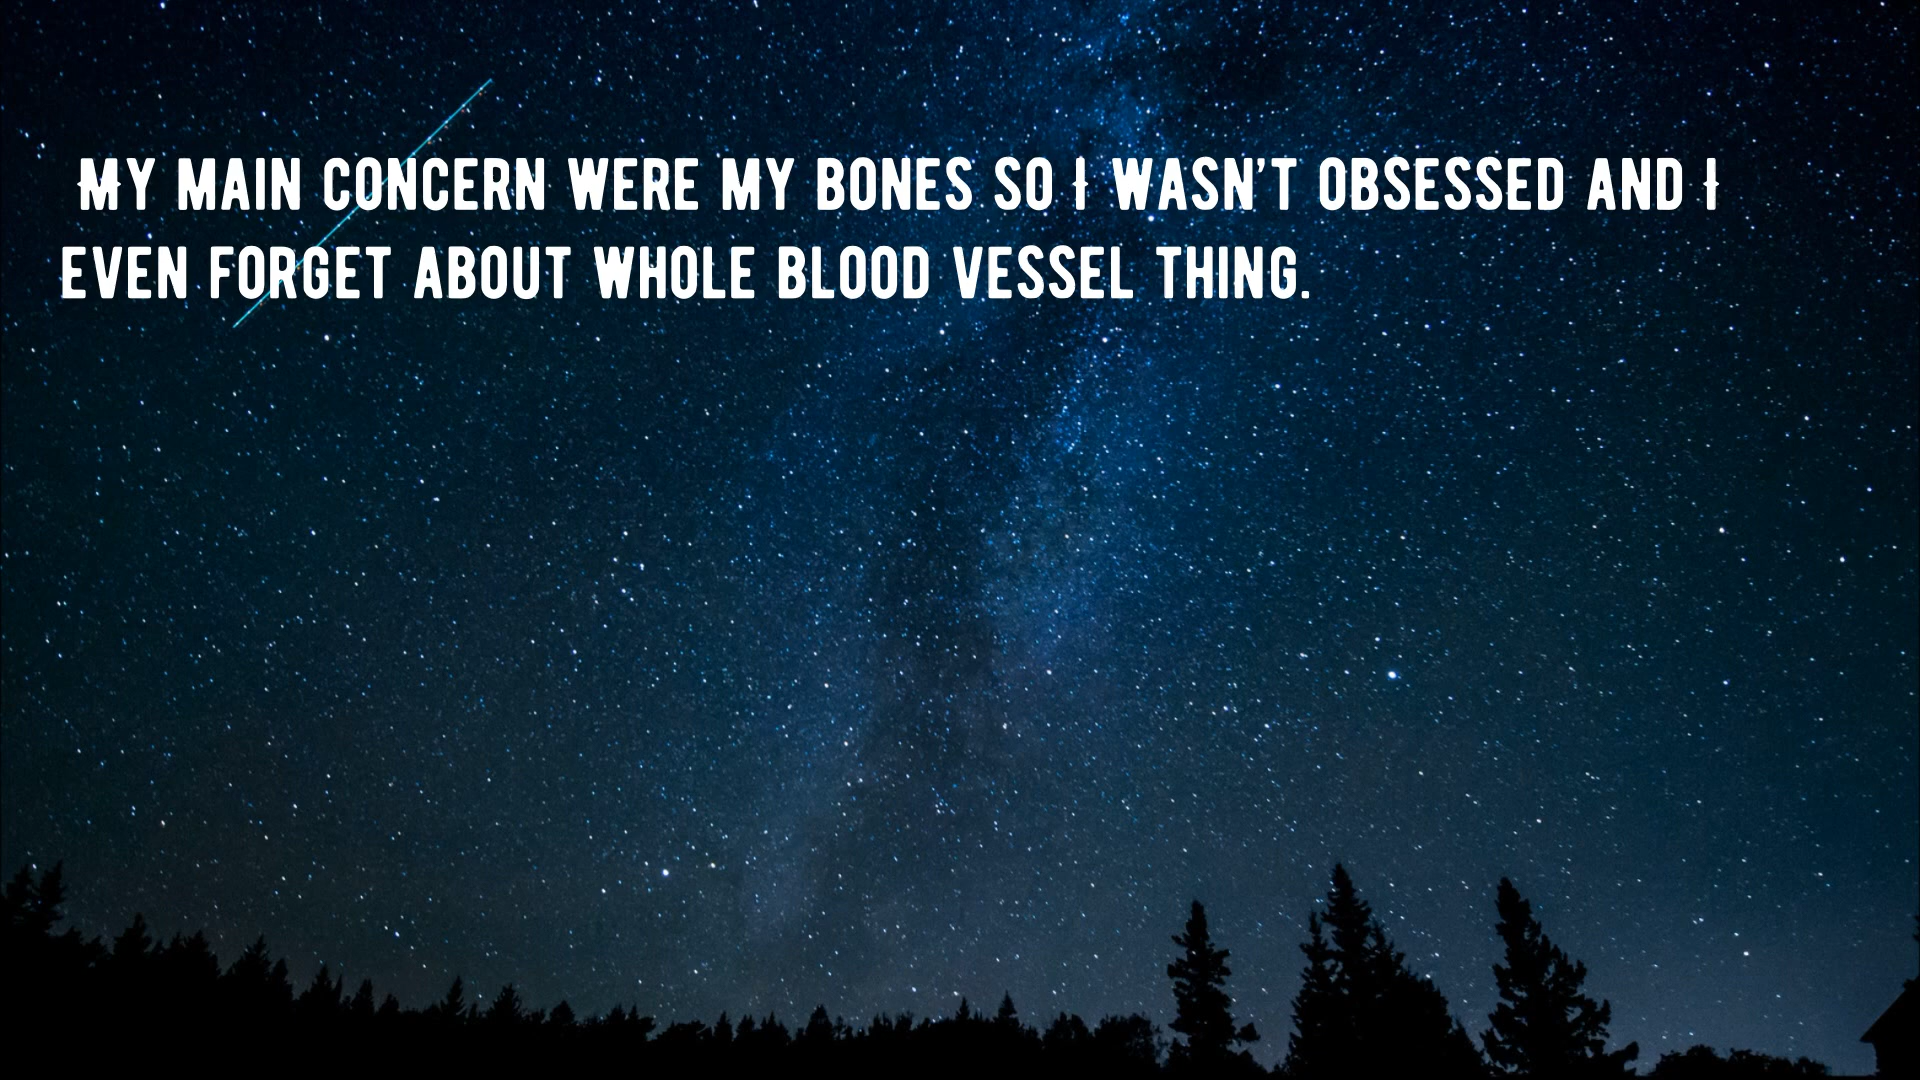 MY MAIN CONCERN WERE MY BONES SO I WASN'T OBSESSED AND I
EVEN FORGET ABOUT WHOLE BLOOD VESSEL THING.